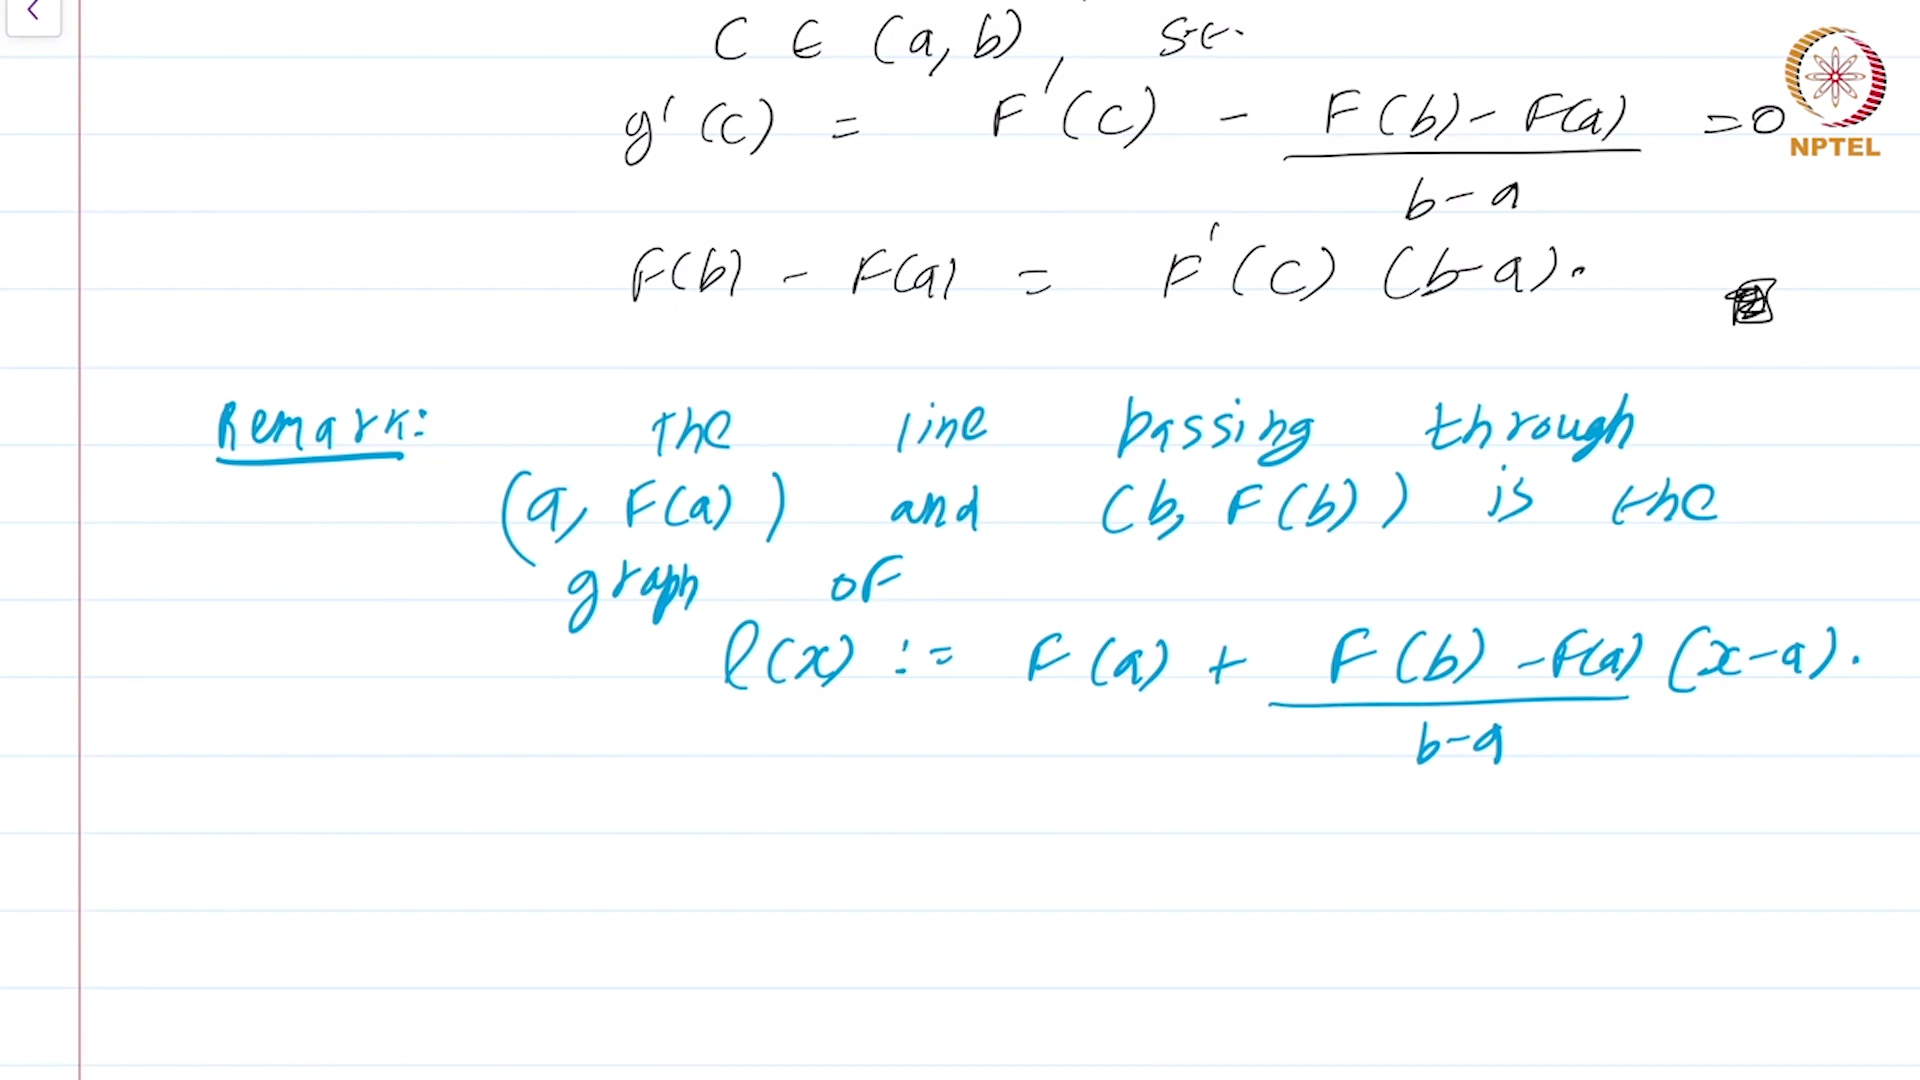 C ∈ (a, b), s.t.
g'(c) = F'(c) - F(b) - F(a) / b-a = 0
F(b) - F(a) = F'(c) (b-a).
Remark: the line passing through
(a, F(a)) and (b, F(b)) is the
graph of
l(x) := F(a) + F(b) - F(a) / b-a (x-a).
NPTEL